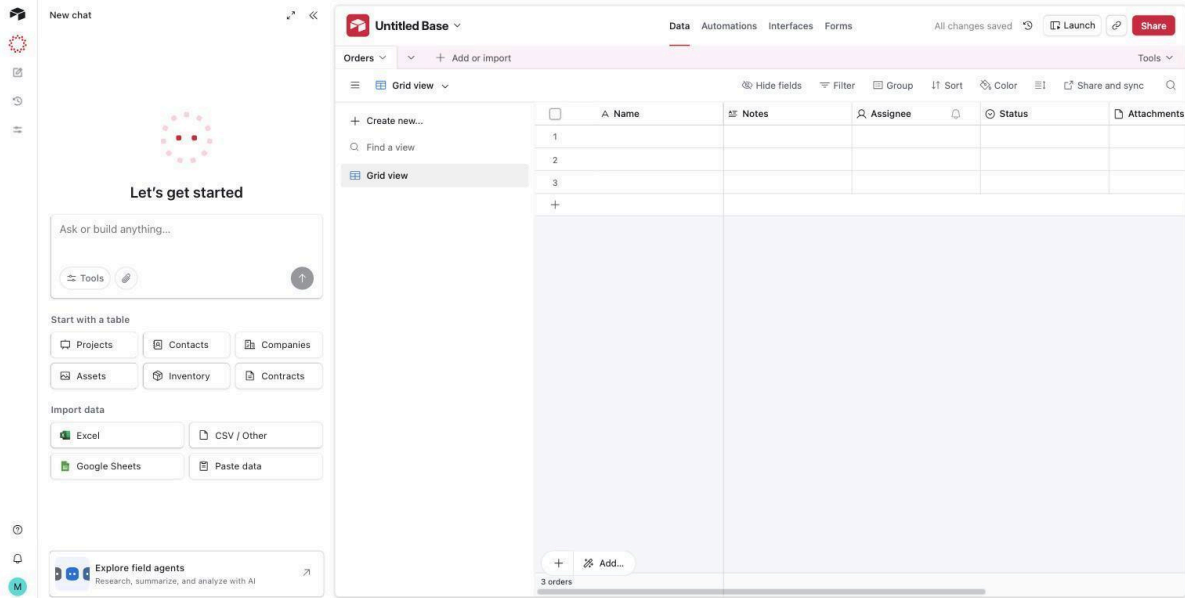 New chat
Let's get started
Ask or build anything...
Tools
Start with a table
Projects
Contacts
Companies
Assets
Inventory
Contracts
Import data
Excel
CSV / Other
Google Sheets
Paste data
Explore field agents
Research, summarize, and analyze with AI
M
Untitled Base
Data Automations Interfaces Forms
All changes saved
Launch
Share
Orders
Add or import
Tools
Grid view
Hide fields Filter Group Sort Color Share and sync
Create new...
Find a view
Grid view
Name Notes Assignee Status Attachments
1
2
3
Add...
3 orders